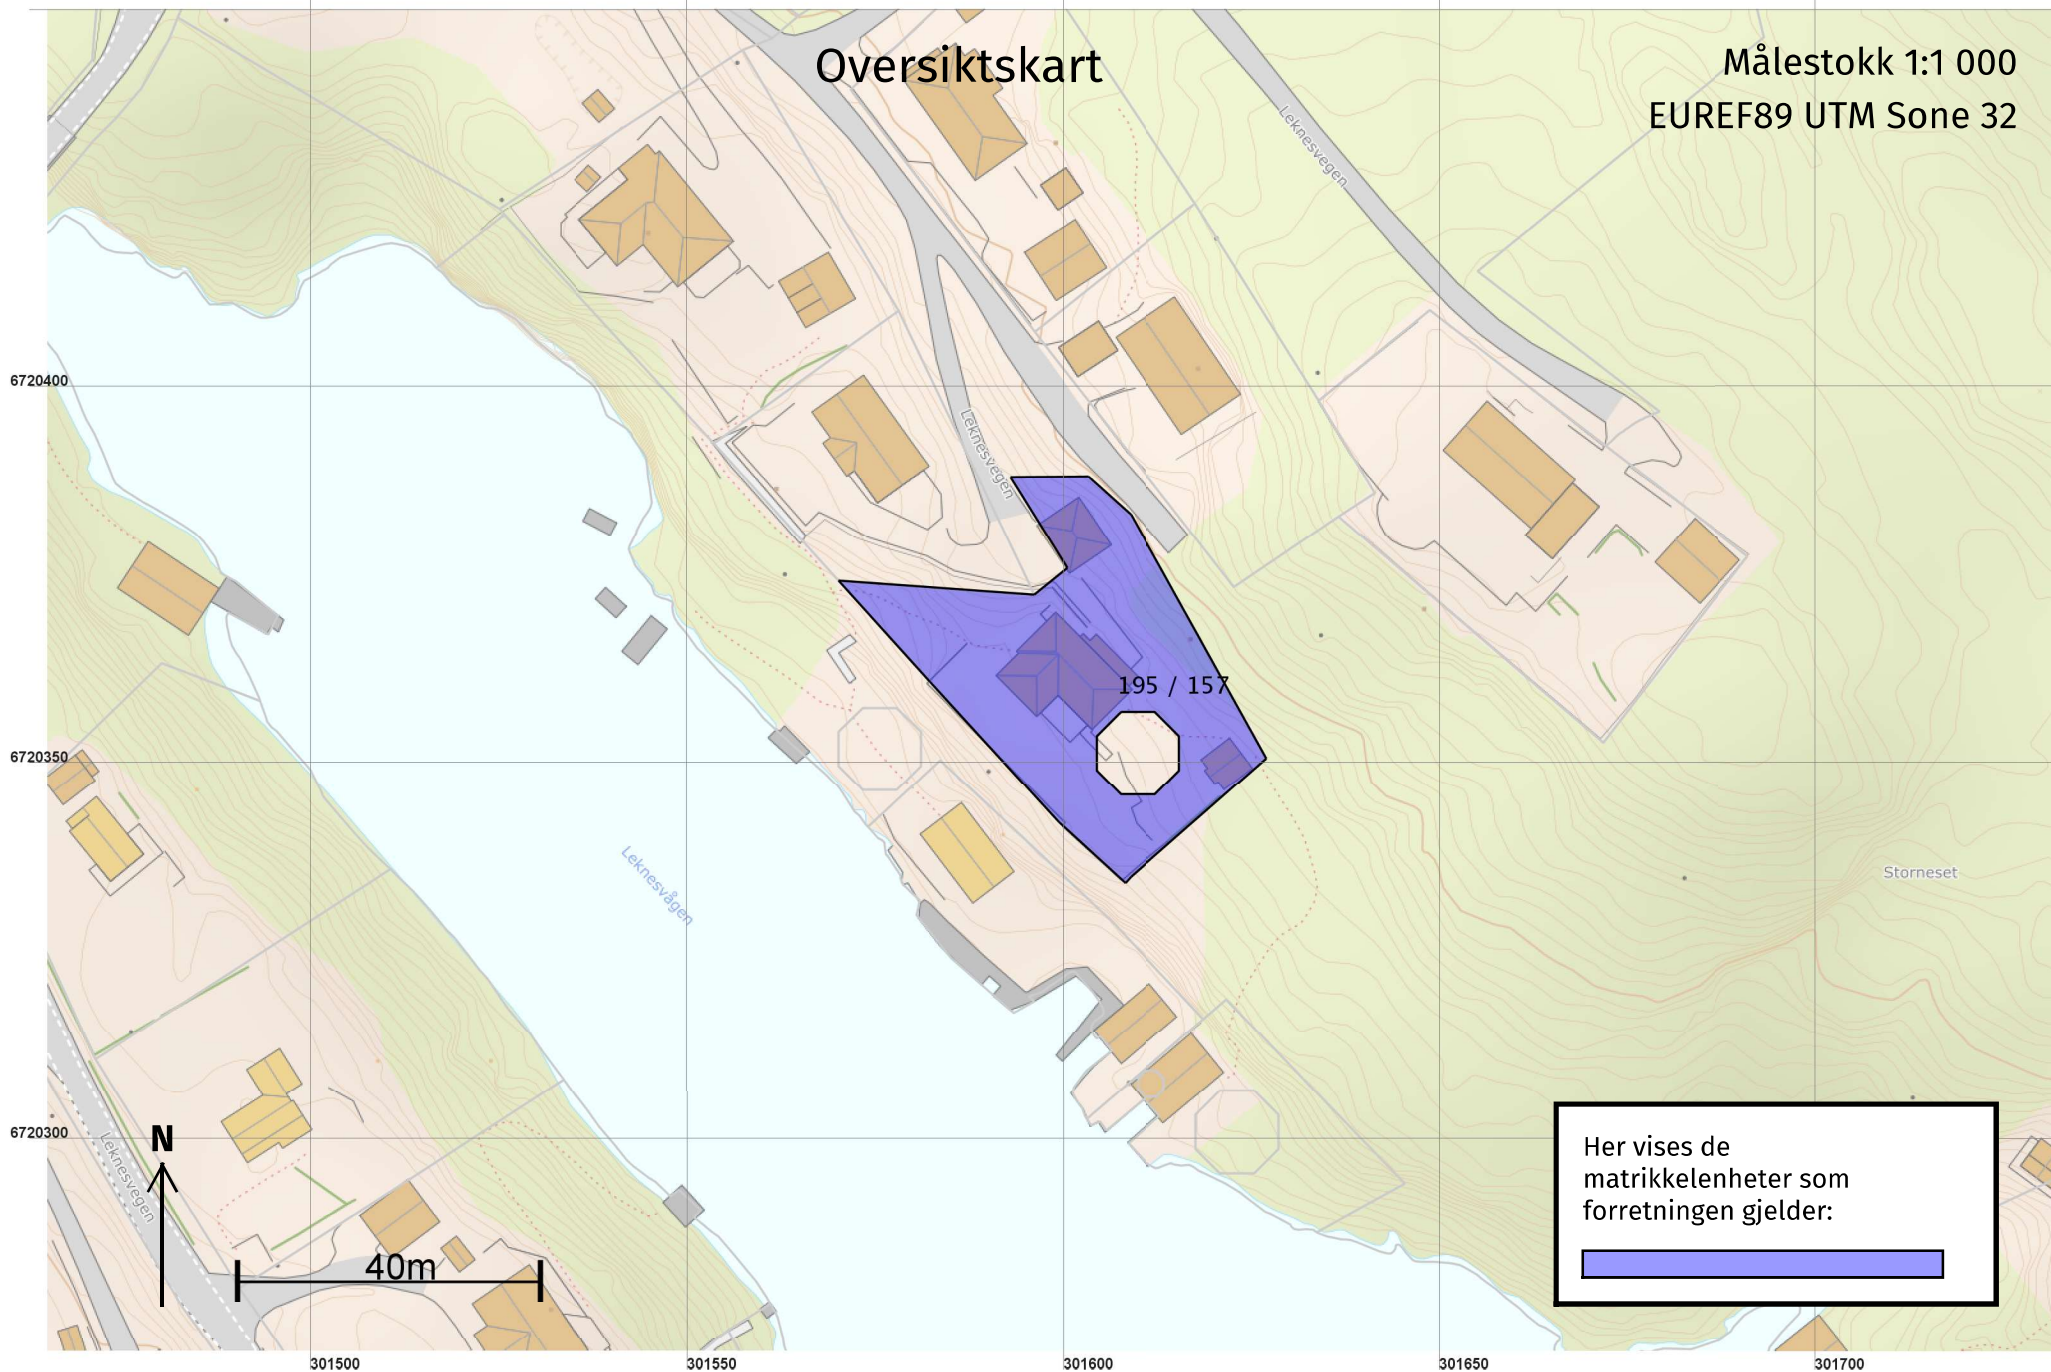 Oversiktskart
Målestokk 1:1 000
EUREF89 UTM Sone 32
Leknesvegen
6720400
Leknesvegen
195 / 157
6720350
Leknesvågen
Storneset
6720300
N
Leknesvegen
40m
Her vises de
matrikkelenheter som
forretningen gjelder:
301500
301550
301600
301650
301700